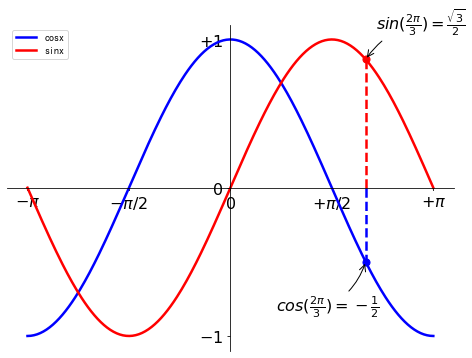 sin(2π/3) = √3/2
cosx
sinx
+1
0
−π
−π/2
0
+π/2
+π
cos(2π/3) = −1/2
−1